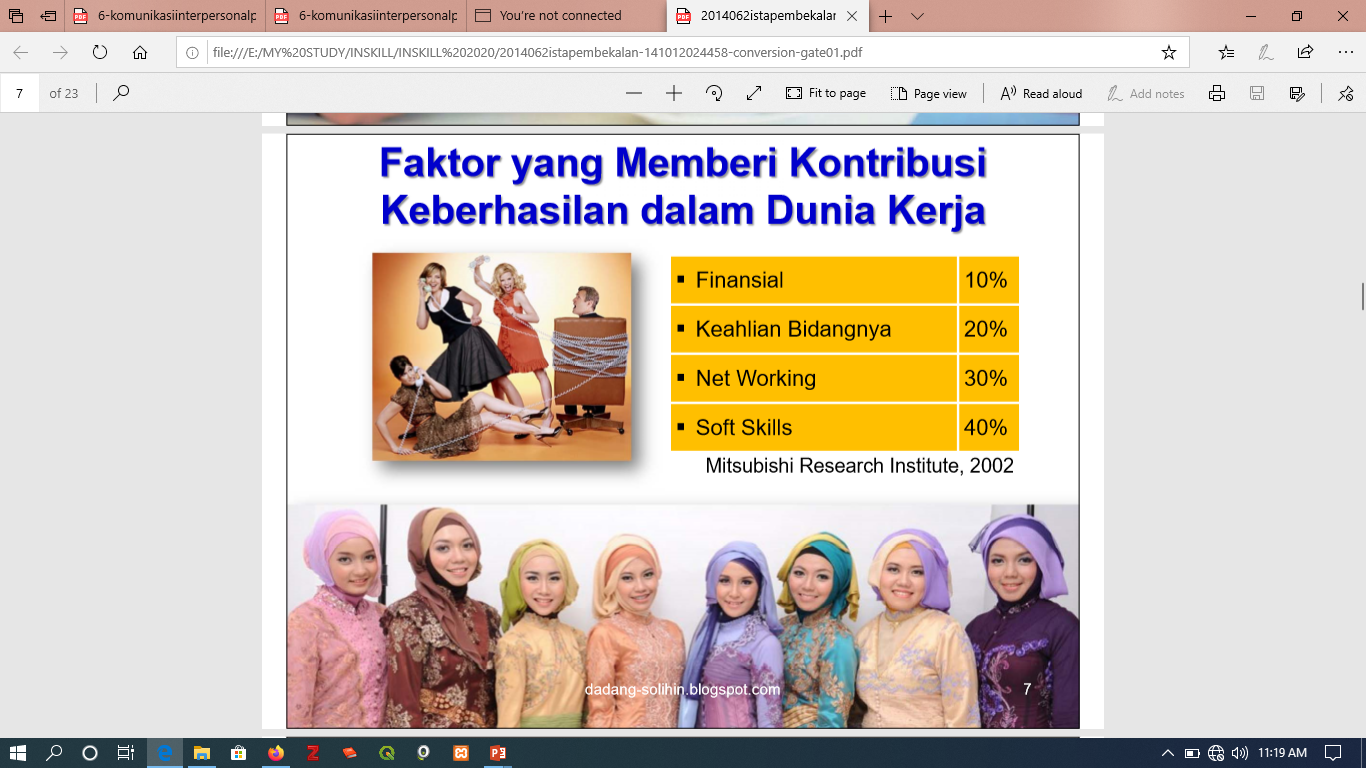 6-komunikasiinterpersonalp
6-komunikasiinterpersonalp
You're not connected
2014062istapembekalan
file:///E:/MY%20STUDY/INSKILL/INSKILL%202020/2014062istapembekalan-141012024458-conversion-gate01.pdf
7 of 23
Fit to page
Page view
Read aloud
Add notes
Faktor yang Memberi Kontribusi
Keberhasilan dalam Dunia Kerja
▪ Finansial 10%
▪ Keahlian Bidangnya 20%
▪ Net Working 30%
▪ Soft Skills 40%
Mitsubishi Research Institute, 2002
dadang-solihin.blogspot.com
7
11:19 AM